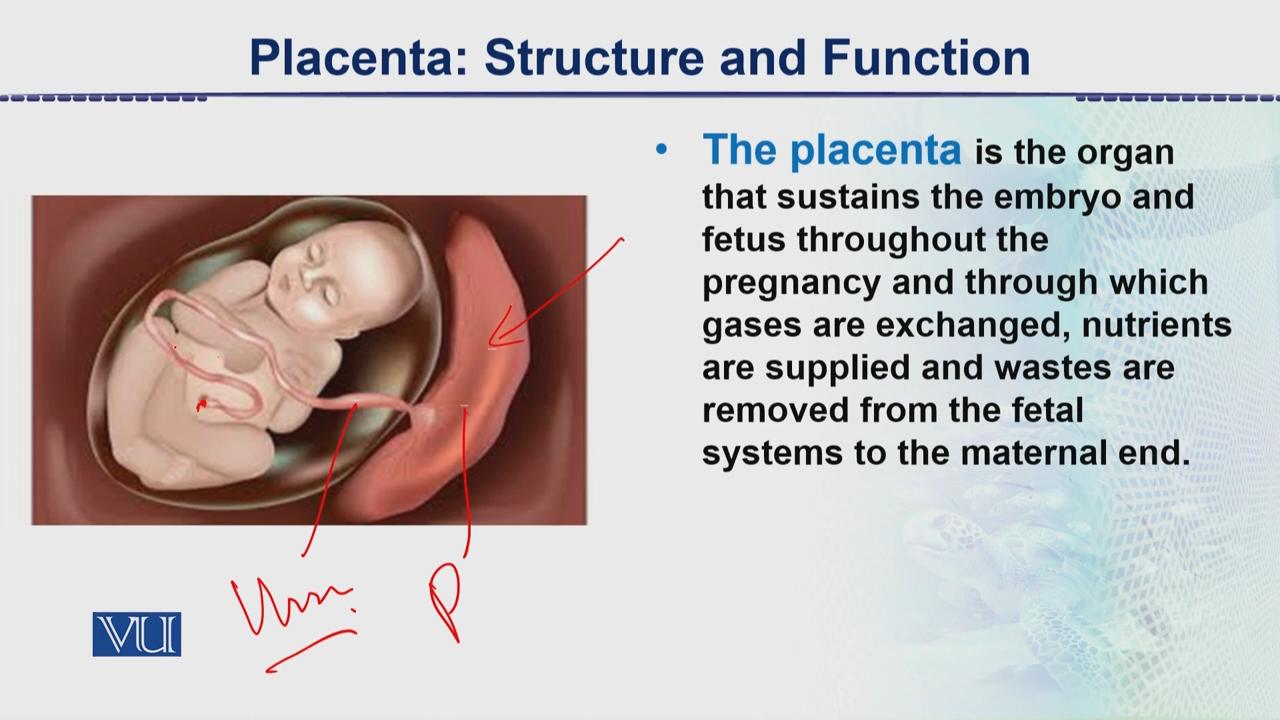 Placenta: Structure and Function
• The placenta is the organ
that sustains the embryo and
fetus throughout the
pregnancy and through which
gases are exchanged, nutrients
are supplied and wastes are
removed from the fetal
systems to the maternal end.
P
VU